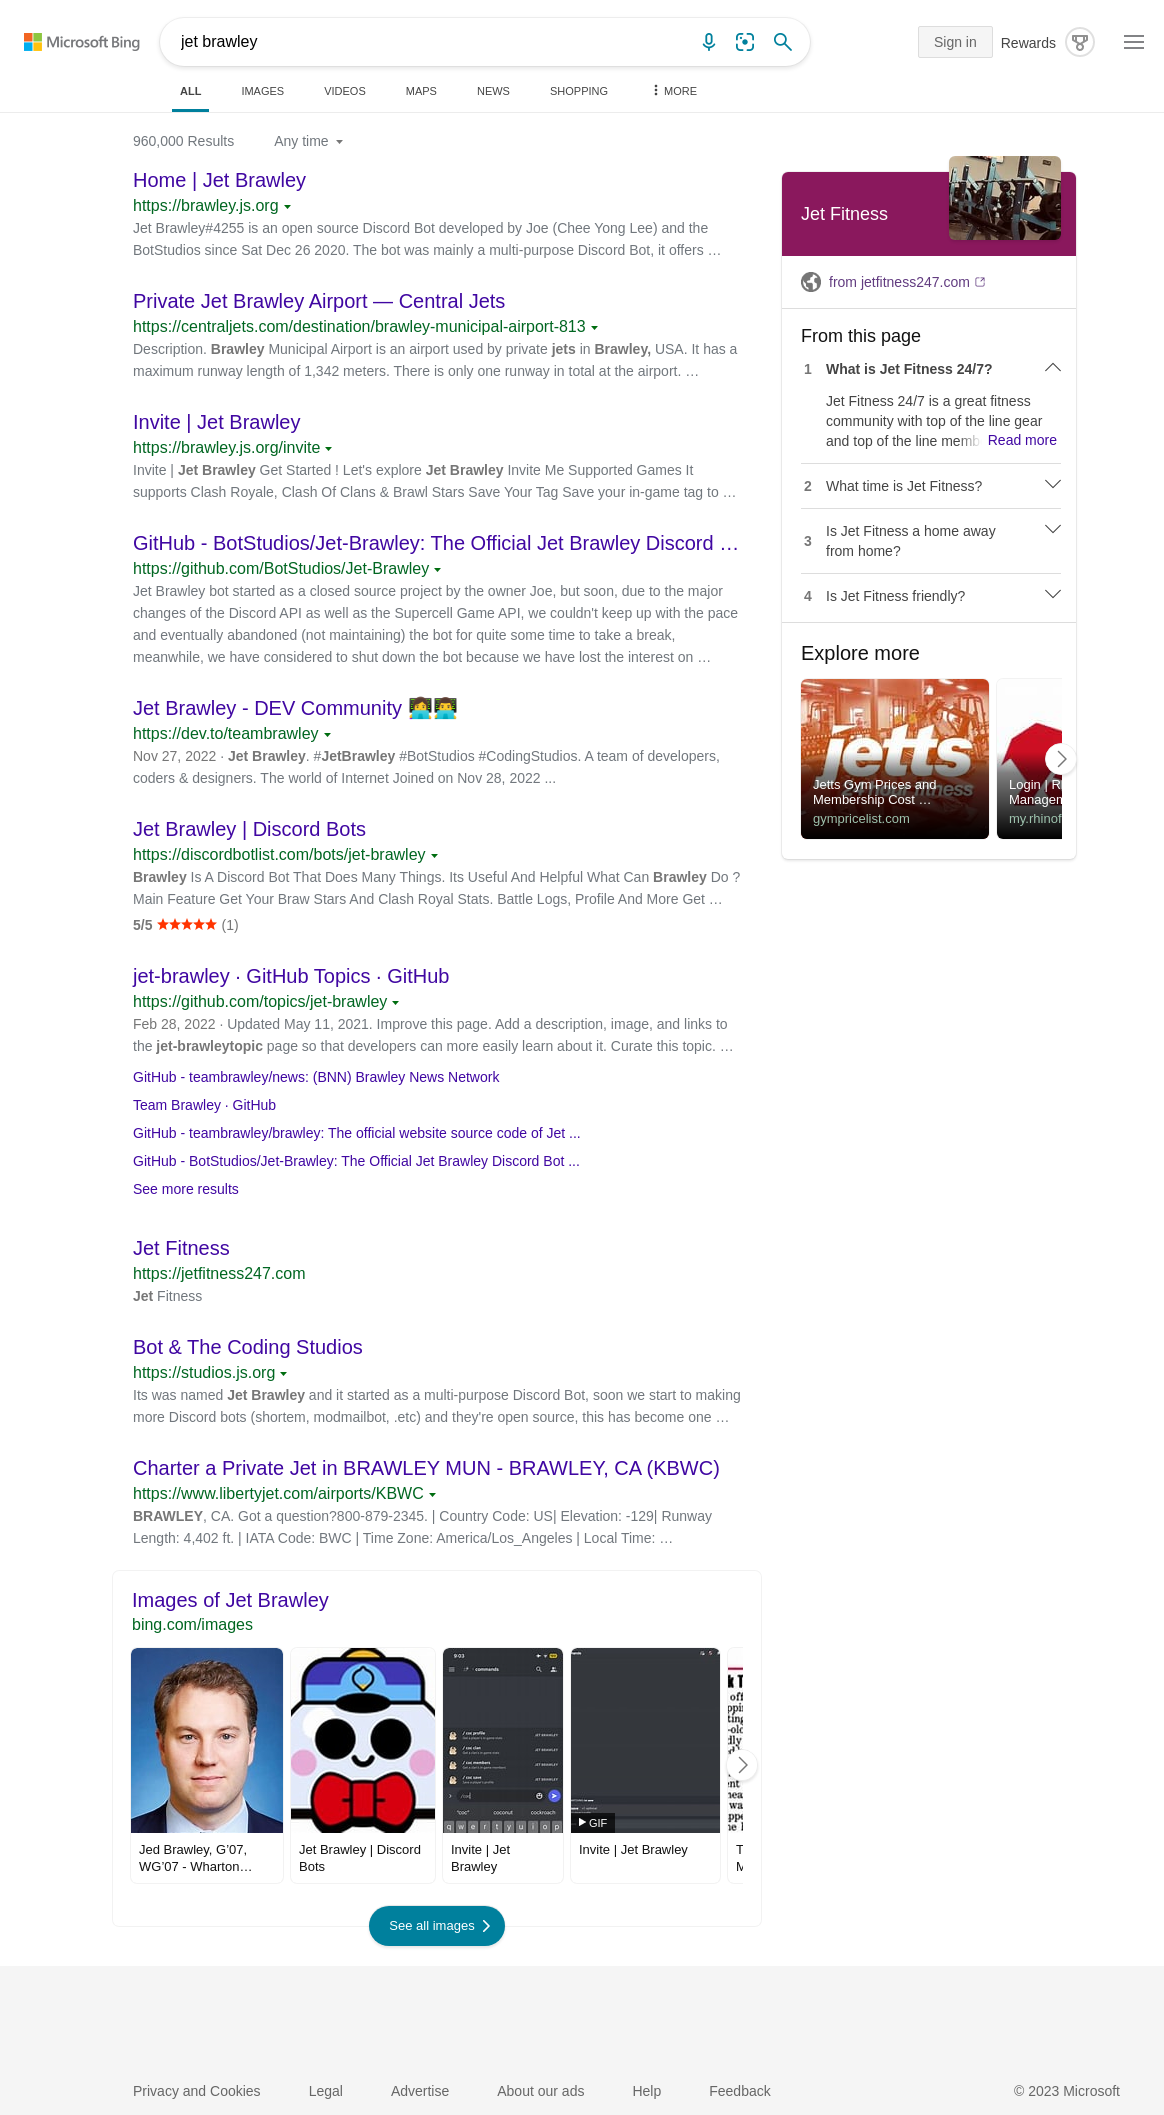 Microsoft Bing
jet brawley
Sign in
Rewards
ALL
IMAGES
VIDEOS
MAPS
NEWS
SHOPPING
MORE
960,000 Results
Any time
Home | Jet Brawley
https://brawley.js.org
Jet Brawley#4255 is an open source Discord Bot developed by Joe (Chee Yong Lee) and the
BotStudios since Sat Dec 26 2020. The bot was mainly a multi-purpose Discord Bot, it offers …
Private Jet Brawley Airport — Central Jets
https://centraljets.com/destination/brawley-municipal-airport-813
Description. Brawley Municipal Airport is an airport used by private jets in Brawley, USA. It has a
maximum runway length of 1,342 meters. There is only one runway in total at the airport. …
Invite | Jet Brawley
https://brawley.js.org/invite
Invite | Jet Brawley Get Started ! Let's explore Jet Brawley Invite Me Supported Games It
supports Clash Royale, Clash Of Clans & Brawl Stars Save Your Tag Save your in-game tag to …
GitHub - BotStudios/Jet-Brawley: The Official Jet Brawley Discord …
https://github.com/BotStudios/Jet-Brawley
Jet Brawley bot started as a closed source project by the owner Joe, but soon, due to the major
changes of the Discord API as well as the Supercell Game API, we couldn't keep up with the pace
and eventually abandoned (not maintaining) the bot for quite some time to take a break,
meanwhile, we have considered to shut down the bot because we have lost the interest on …
Jet Brawley - DEV Community 👩‍💻👨‍💻
https://dev.to/teambrawley
Nov 27, 2022 · Jet Brawley. #JetBrawley #BotStudios #CodingStudios. A team of developers,
coders & designers. The world of Internet Joined on Nov 28, 2022 ...
Jet Brawley | Discord Bots
https://discordbotlist.com/bots/jet-brawley
Brawley Is A Discord Bot That Does Many Things. Its Useful And Helpful What Can Brawley Do ?
Main Feature Get Your Braw Stars And Clash Royal Stats. Battle Logs, Profile And More Get …
5/5 ★★★★★ (1)
jet-brawley · GitHub Topics · GitHub
https://github.com/topics/jet-brawley
Feb 28, 2022 · Updated May 11, 2021. Improve this page. Add a description, image, and links to
the jet-brawleytopic page so that developers can more easily learn about it. Curate this topic. …
GitHub - teambrawley/news: (BNN) Brawley News Network
Team Brawley · GitHub
GitHub - teambrawley/brawley: The official website source code of Jet ...
GitHub - BotStudios/Jet-Brawley: The Official Jet Brawley Discord Bot ...
See more results
Jet Fitness
https://jetfitness247.com
Jet Fitness
Bot & The Coding Studios
https://studios.js.org
Its was named Jet Brawley and it started as a multi-purpose Discord Bot, soon we start to making
more Discord bots (shortem, modmailbot, .etc) and they're open source, this has become one …
Charter a Private Jet in BRAWLEY MUN - BRAWLEY, CA (KBWC)
https://www.libertyjet.com/airports/KBWC
BRAWLEY, CA. Got a question?800-879-2345. | Country Code: US| Elevation: -129| Runway
Length: 4,402 ft. | IATA Code: BWC | Time Zone: America/Los_Angeles | Local Time: …
Images of Jet Brawley
bing.com/images
Jed Brawley, G'07,
WG'07 - Wharton…
Jet Brawley | Discord
Bots
9:03
commands
/ coc profile
/ coc clan
/ coc members
/ coc save
JET BRAWLEY
JET BRAWLEY
JET BRAWLEY
JET BRAWLEY
"coc" coconut cockroach
q w e r t y u i o p
Invite | Jet
Brawley
GIF
Invite | Jet Brawley
See all images
Jet Fitness
from jetfitness247.com
From this page
1 What is Jet Fitness 24/7?
Jet Fitness 24/7 is a great fitness
community with top of the line gear
and top of the line memb Read more
2 What time is Jet Fitness?
3 Is Jet Fitness a home away
from home?
4 Is Jet Fitness friendly?
Explore more
jetts
24 hour fitness
Jetts Gym Prices and
Membership Cost …
gympricelist.com
Login | R
Managem
my.rhinof
Privacy and Cookies
Legal
Advertise
About our ads
Help
Feedback
© 2023 Microsoft